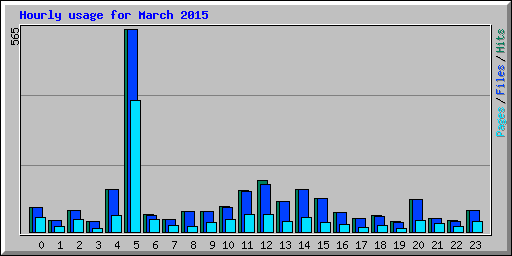 Hourly usage for March 2015
565
Pages/Files/Hits
0 1 2 3 4 5 6 7 8 9 10 11 12 13 14 15 16 17 18 19 20 21 22 23